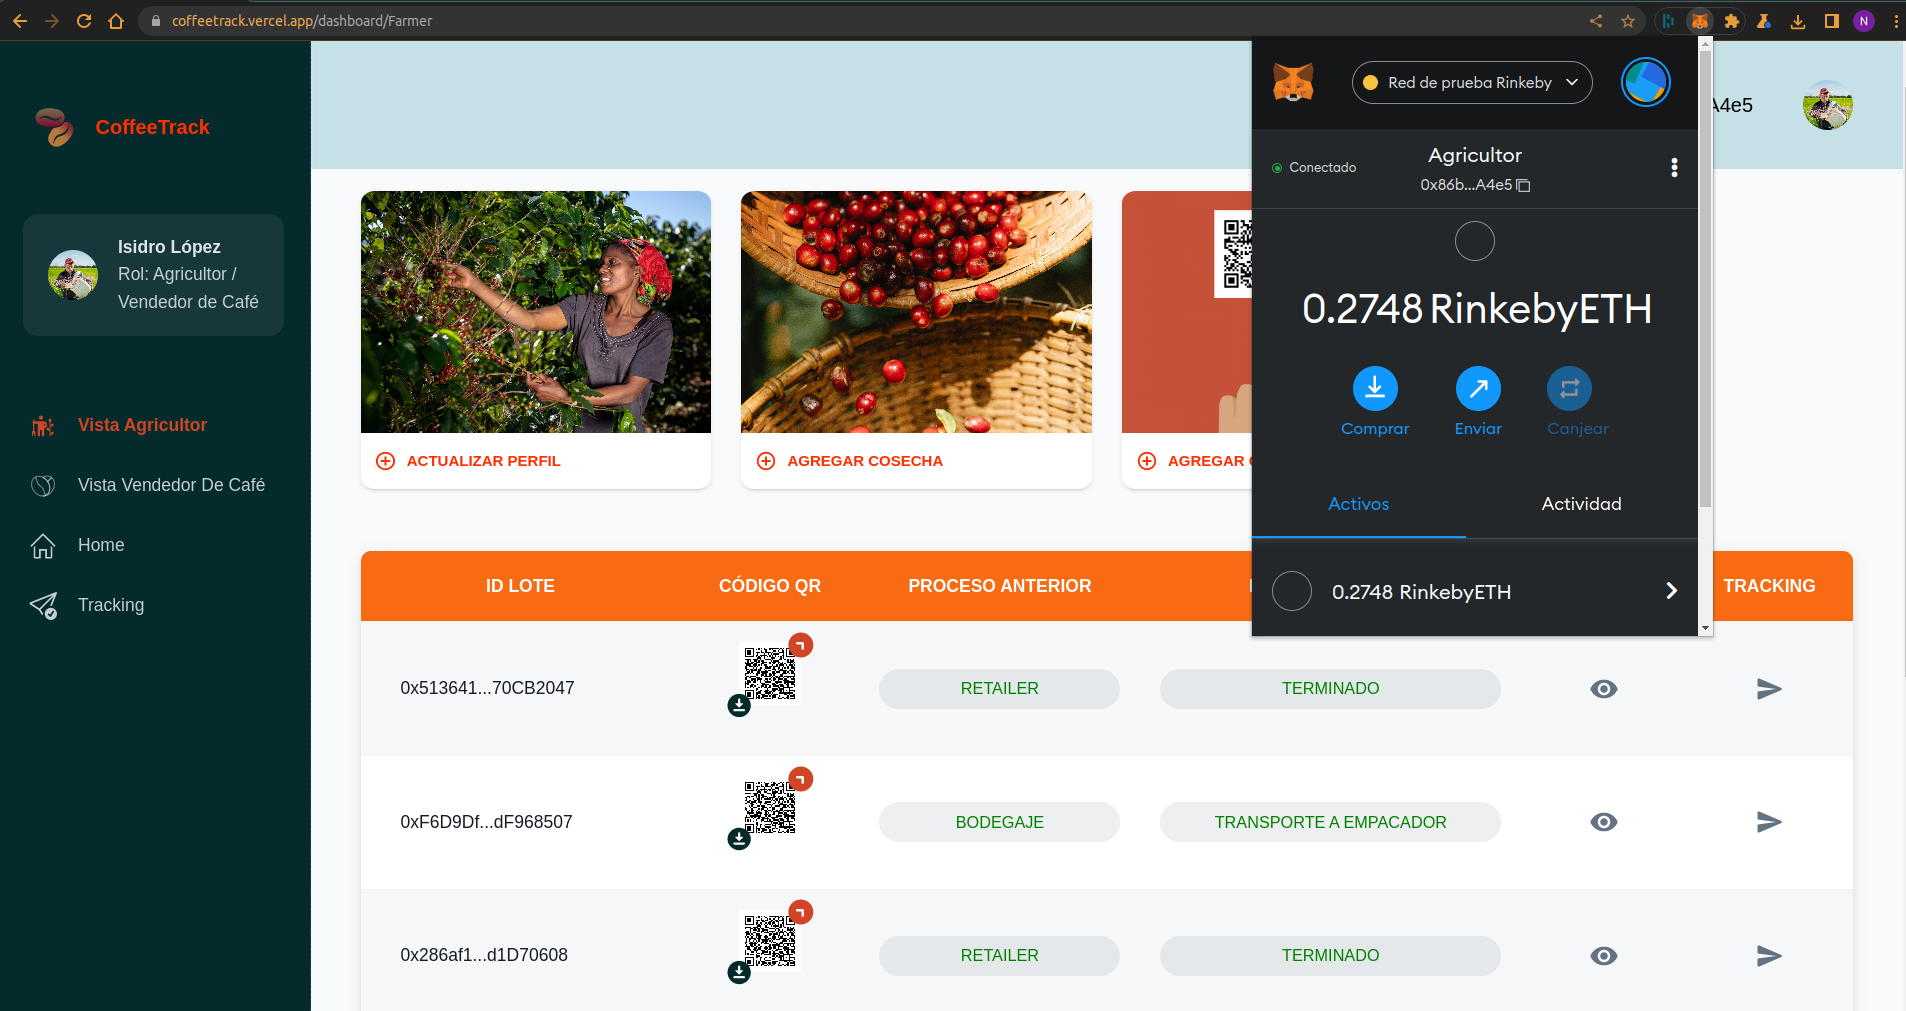 coffeetrack.vercel.app/dashboard/Farmer
N
CoffeeTrack
Isidro López
Rol: Agricultor /
Vendedor de Café
Vista Agricultor
Vista Vendedor De Café
Home
Tracking
A4e5
ACTUALIZAR PERFIL
AGREGAR COSECHA
AGREGAR
Red de prueba Rinkeby
Conectado
Agricultor
0x86b...A4e5
0.2748 RinkebyETH
Comprar
Enviar
Canjear
Activos
Actividad
0.2748 RinkebyETH
ID LOTE
CÓDIGO QR
PROCESO ANTERIOR
TRACKING
0x513641...70CB2047
RETAILER
TERMINADO
0xF6D9Df...dF968507
BODEGAJE
TRANSPORTE A EMPACADOR
0x286af1...d1D70608
RETAILER
TERMINADO